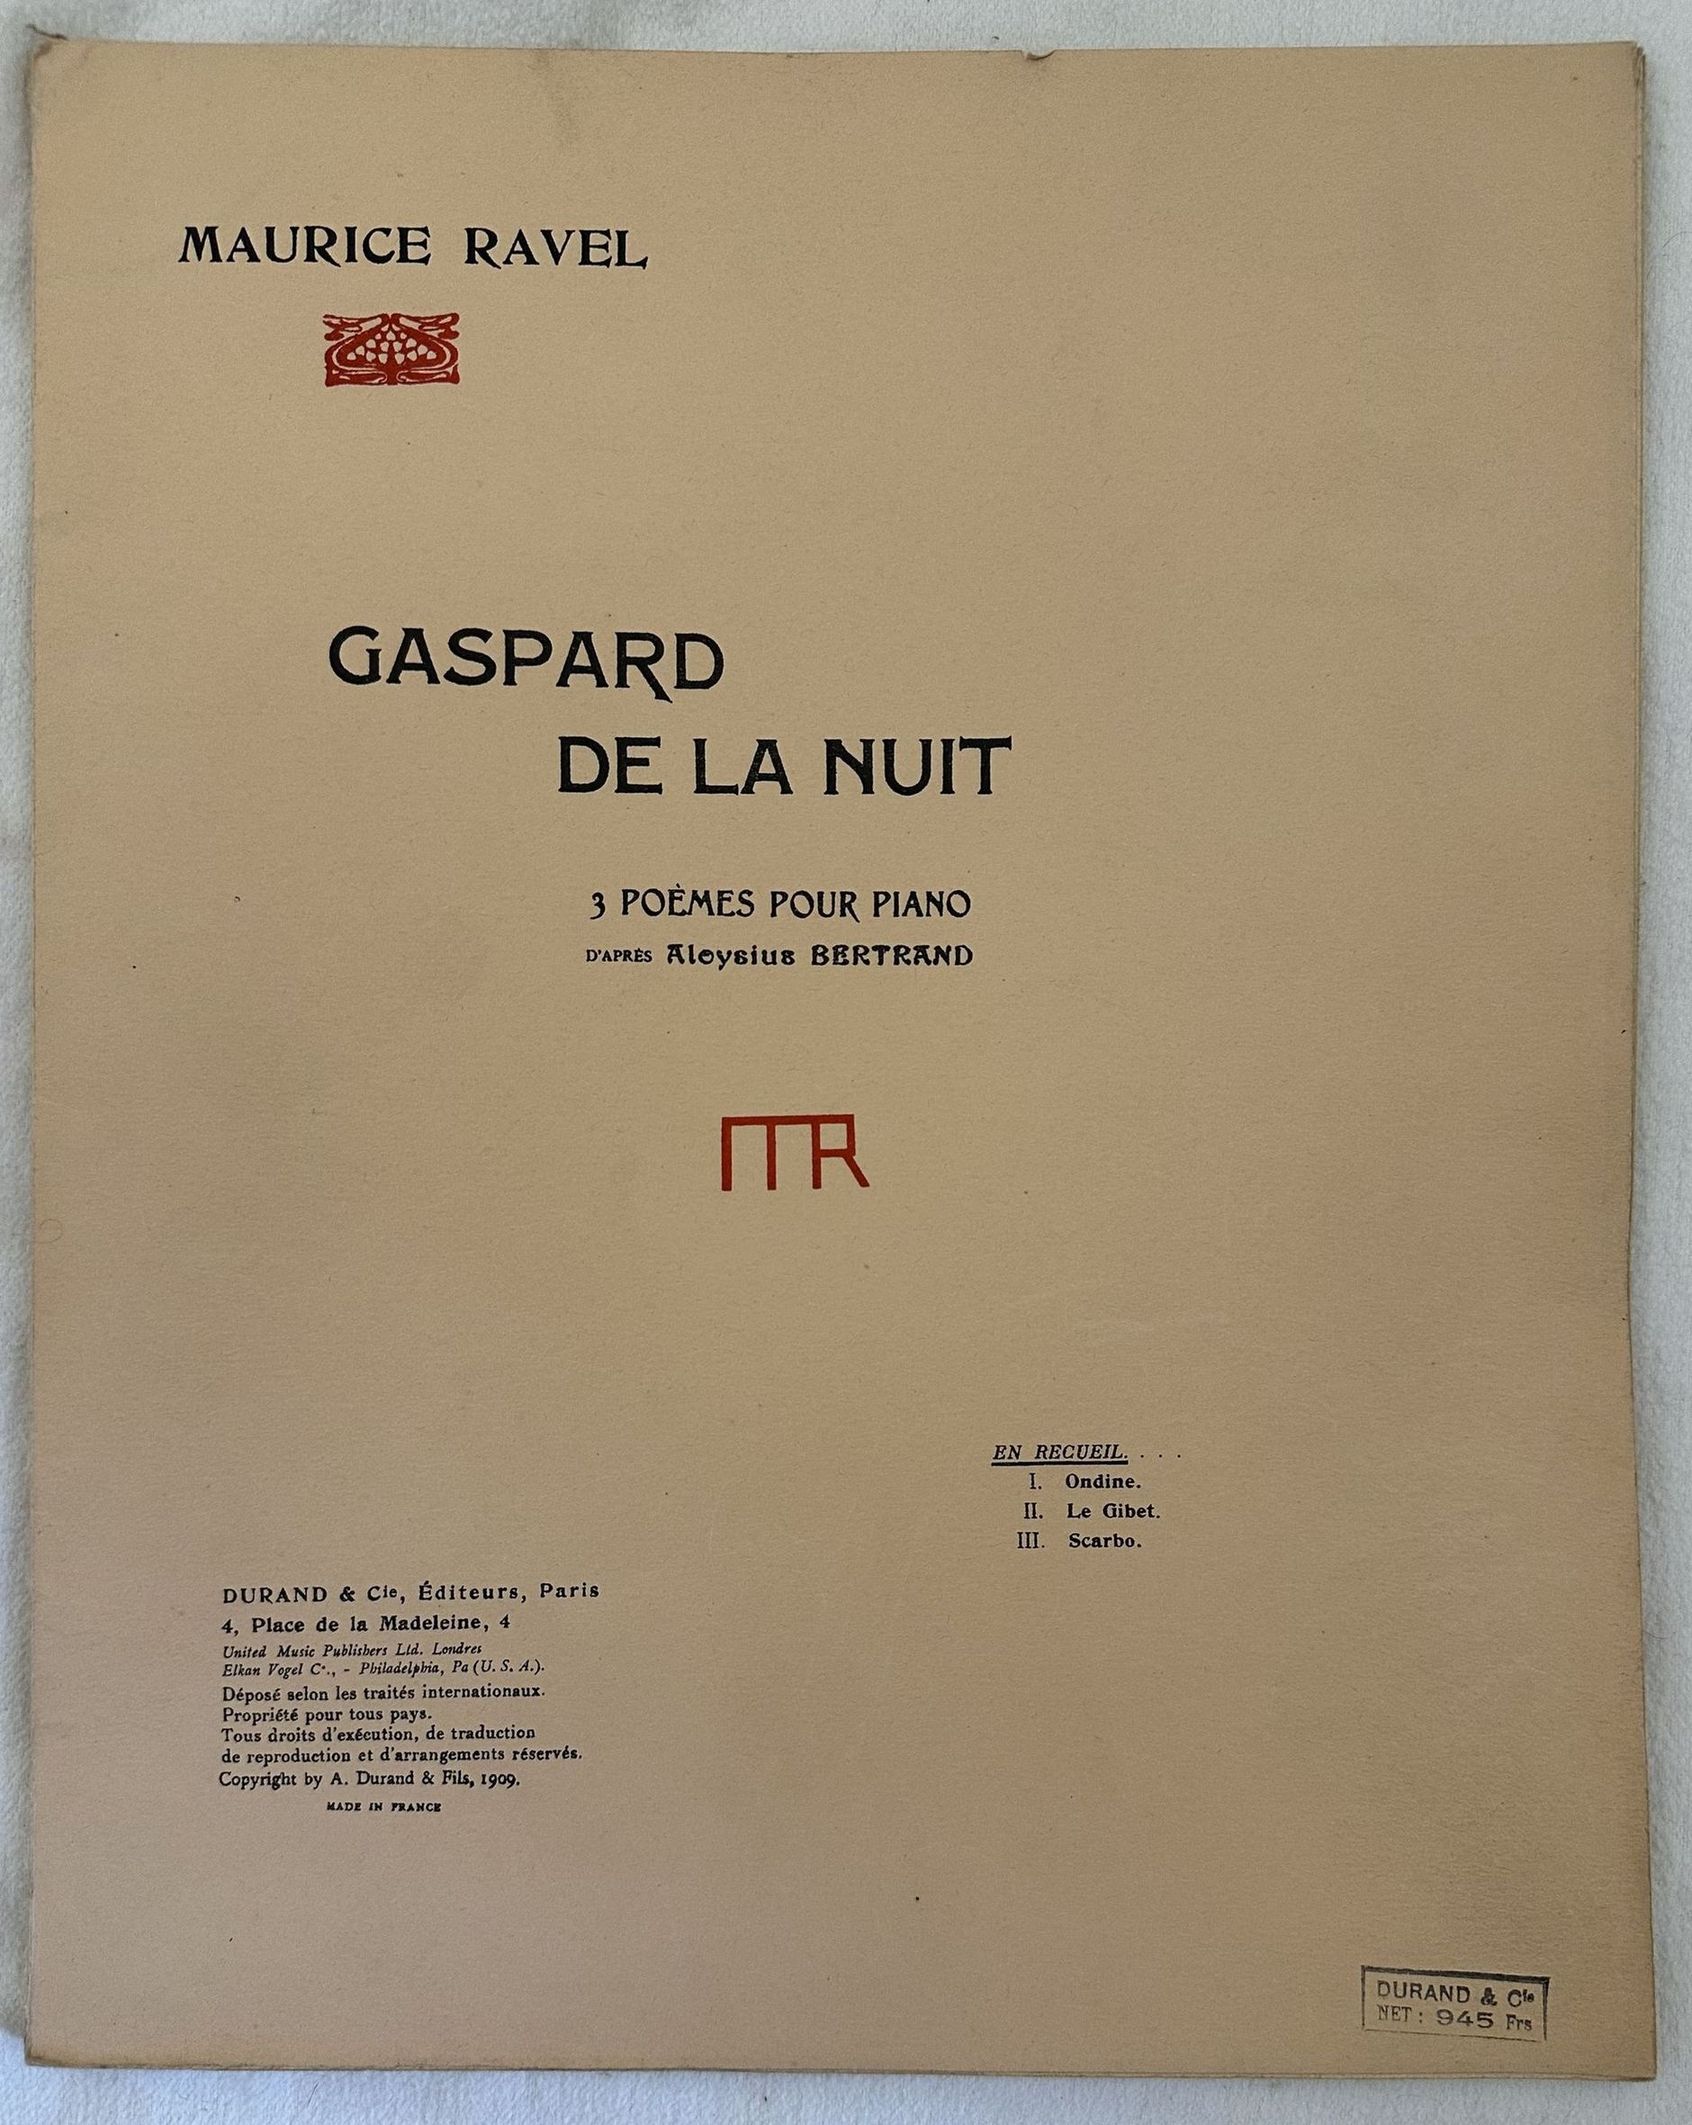 MAURICE RAVEL
GASPARD
DE LA NUIT
3 POÈMES POUR PIANO
D'APRÈS Aloysius BERTRAND
MR
EN RECUEIL. . . .
I. Ondine.
II. Le Gibet.
III. Scarbo.
DURAND & Cie, Éditeurs, Paris
4, Place de la Madeleine, 4
United Music Publishers Ltd. Londres
Elkan Vogel Co., - Philadelphia, Pa (U. S. A.).
Déposé selon les traités internationaux.
Propriété pour tous pays.
Tous droits d'exécution, de traduction
de reproduction et d'arrangements réservés.
Copyright by A. Durand & Fils, 1909.
MADE IN FRANCE
DURAND & Cie
NET : 945 Frs